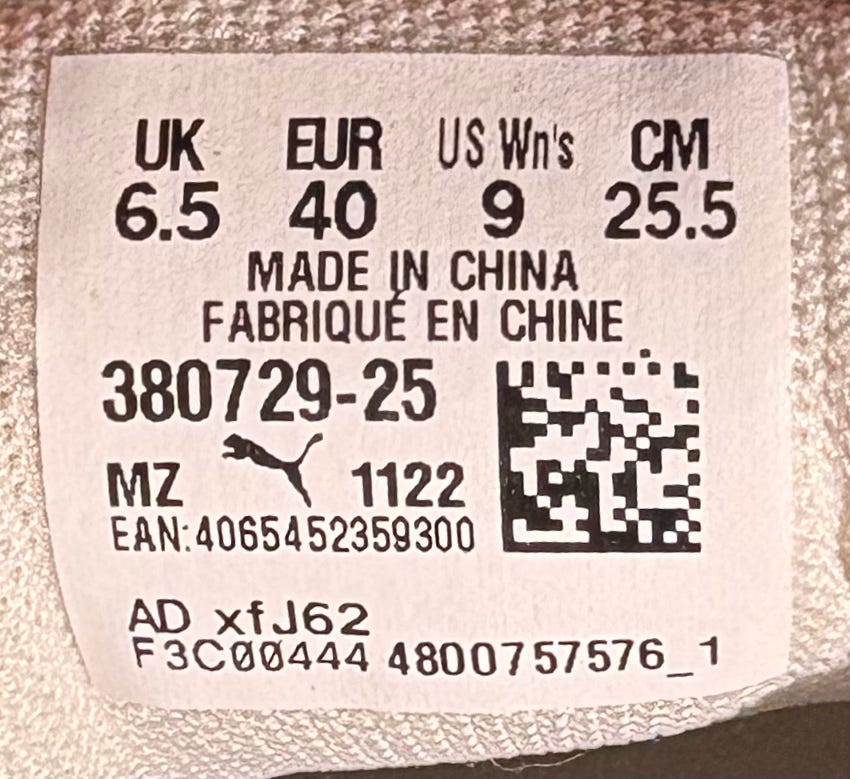 UK EUR US Wn's CM
6.5 40 9 25.5
MADE IN CHINA
FABRIQUÉ EN CHINE
380729-25
MZ 1122
EAN:4065452359300
AD xfJ62
F3C00444 4800757576_1